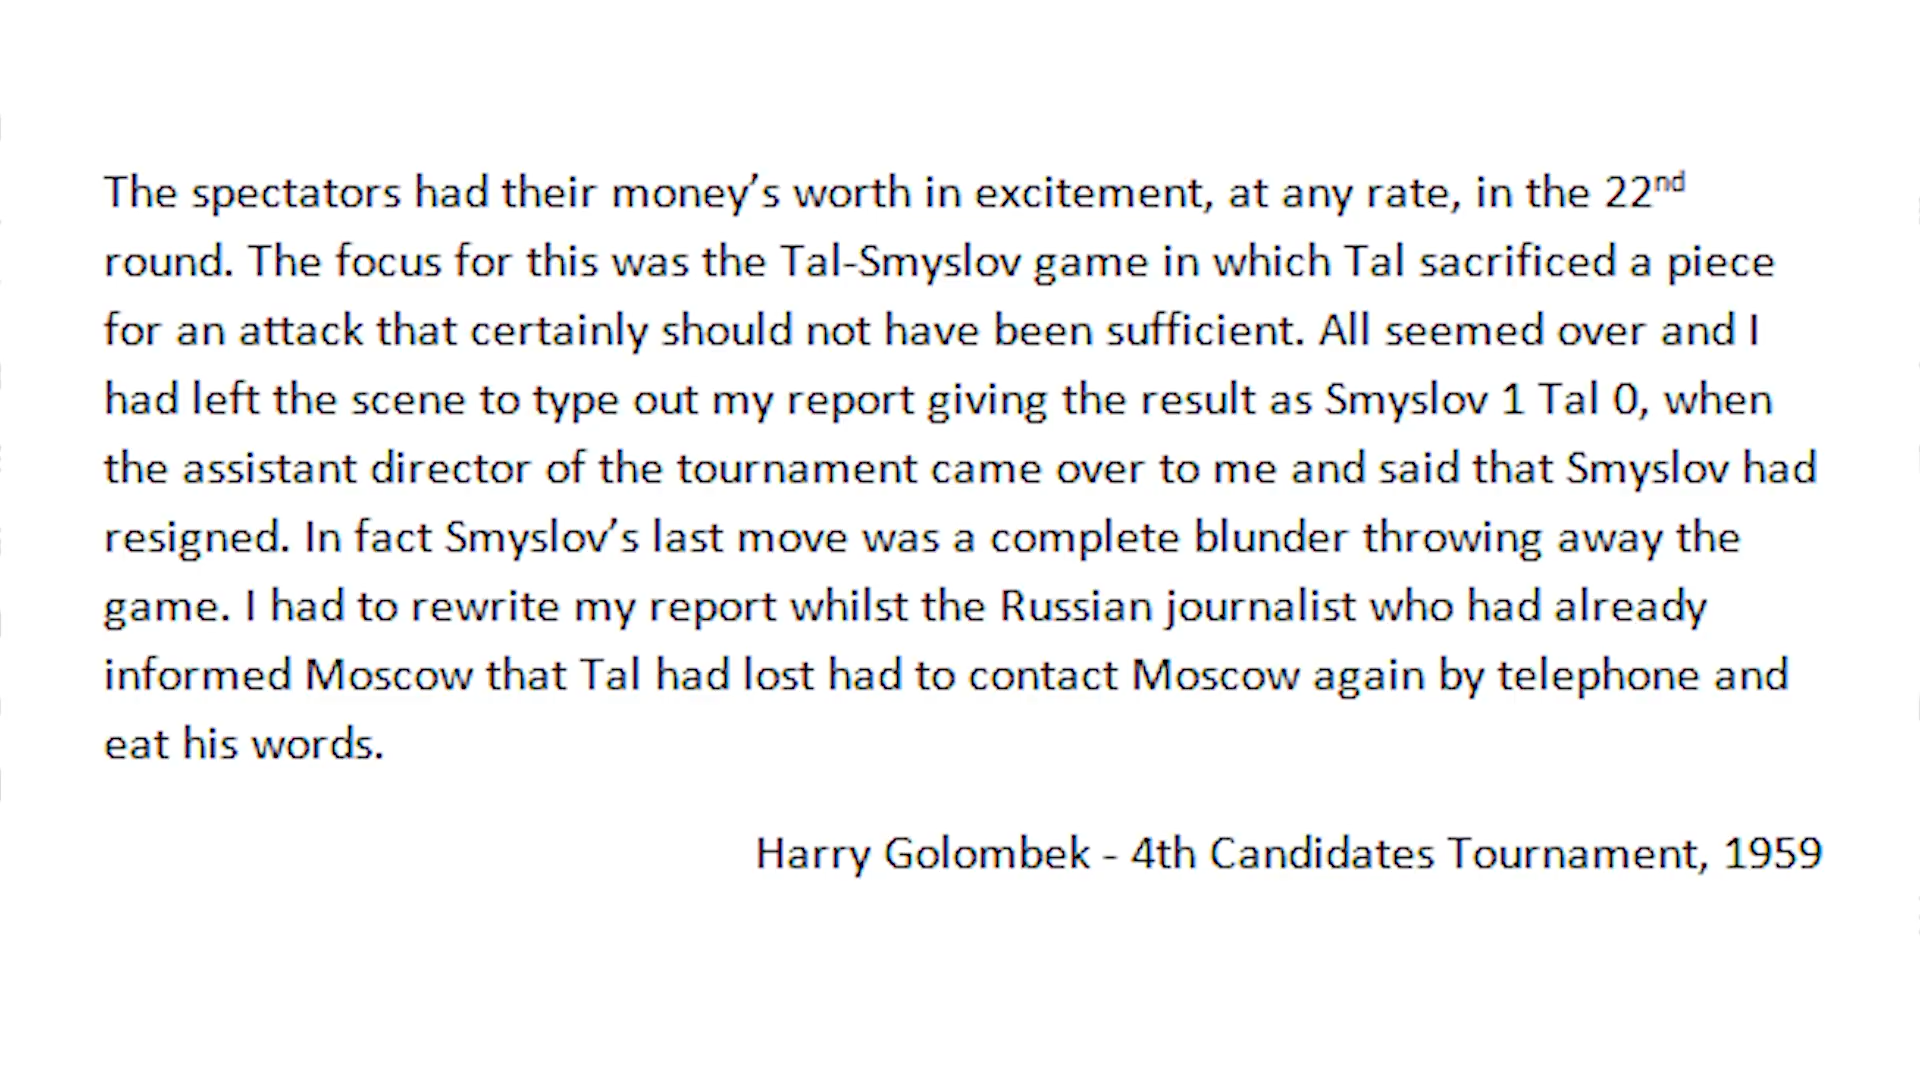 The spectators had their money’s worth in excitement, at any rate, in the 22nd
round. The focus for this was the Tal-Smyslov game in which Tal sacrificed a piece
for an attack that certainly should not have been sufficient. All seemed over and I
had left the scene to type out my report giving the result as Smyslov 1 Tal 0, when
the assistant director of the tournament came over to me and said that Smyslov had
resigned. In fact Smyslov’s last move was a complete blunder throwing away the
game. I had to rewrite my report whilst the Russian journalist who had already
informed Moscow that Tal had lost had to contact Moscow again by telephone and
eat his words.
Harry Golombek - 4th Candidates Tournament, 1959